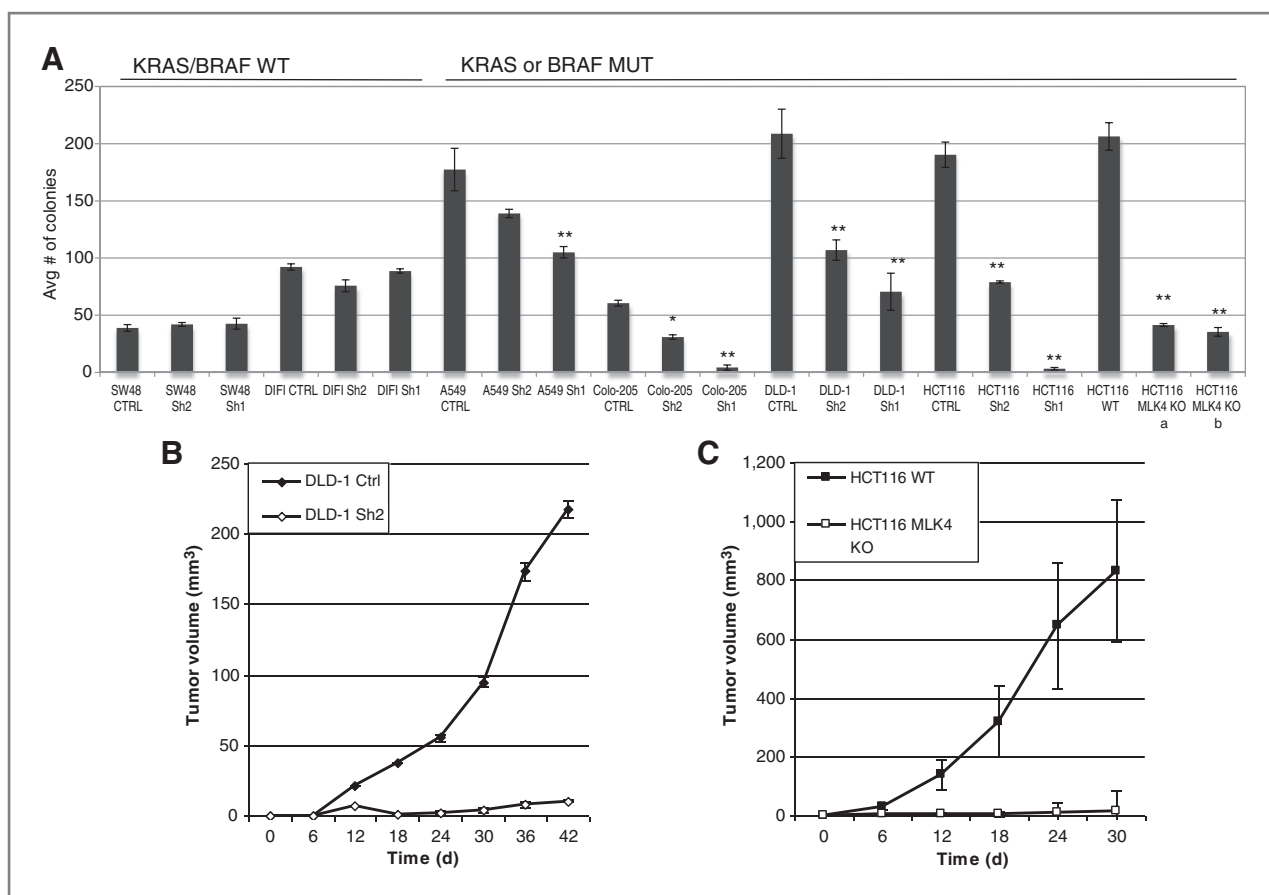 A
KRAS/BRAF WT
KRAS or BRAF MUT
Avg # of colonies
250
200
150
100
50
0
**
*
**
**
**
**
**
**
**
SW48
CTRL
SW48
Sh2
SW48
Sh1
DIFI CTRL
DIFI Sh2
DIFI Sh1
A549
CTRL
A549 Sh2
A549 Sh1
Colo-205
CTRL
Colo-205
Sh2
Colo-205
Sh1
DLD-1
CTRL
DLD-1
Sh2
DLD-1
Sh1
HCT116
CTRL
HCT116
Sh2
HCT116
Sh1
HCT116
WT
HCT116
MLK4 KO
a
HCT116
MLK4 KO
b
B
Tumor volume (mm³)
250
200
150
100
50
0
DLD-1 Ctrl
DLD-1 Sh2
0 6 12 18 24 30 36 42
Time (d)
C
Tumor volume (mm³)
1,200
1,000
800
600
400
200
0
HCT116 WT
HCT116 MLK4
KO
0 6 12 18 24 30
Time (d)